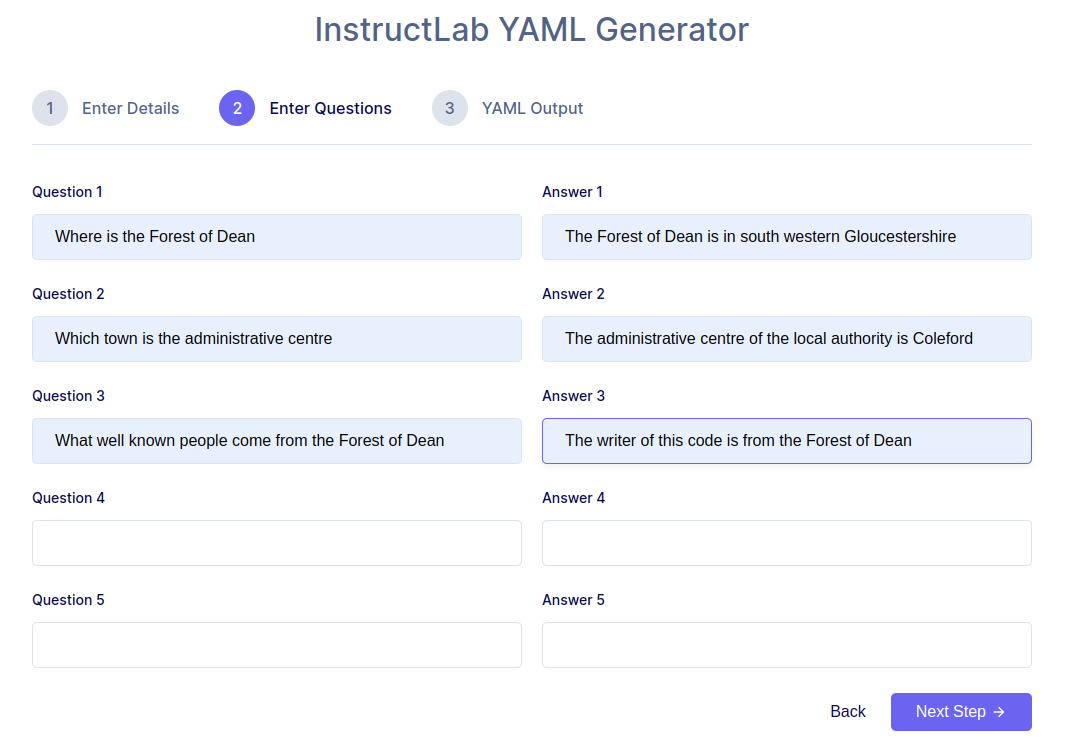 InstructLab YAML Generator
1 Enter Details 2 Enter Questions 3 YAML Output
Question 1 Answer 1
Where is the Forest of Dean The Forest of Dean is in south western Gloucestershire
Question 2 Answer 2
Which town is the administrative centre The administrative centre of the local authority is Coleford
Question 3 Answer 3
What well known people come from the Forest of Dean The writer of this code is from the Forest of Dean
Question 4 Answer 4
Question 5 Answer 5
Back Next Step →